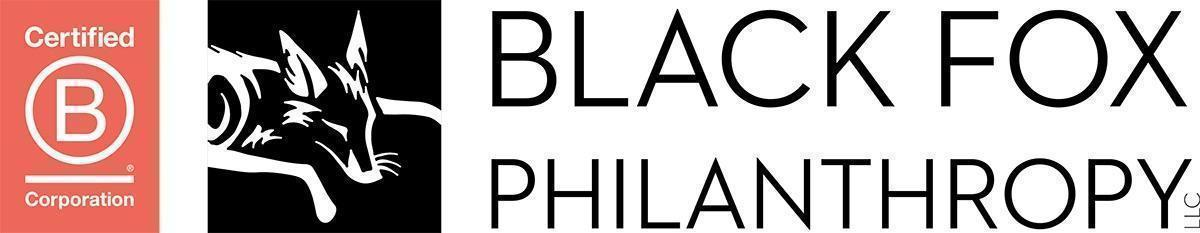 Certified
B
®
Corporation
BLACK FOX
PHILANTHROPY
LLC